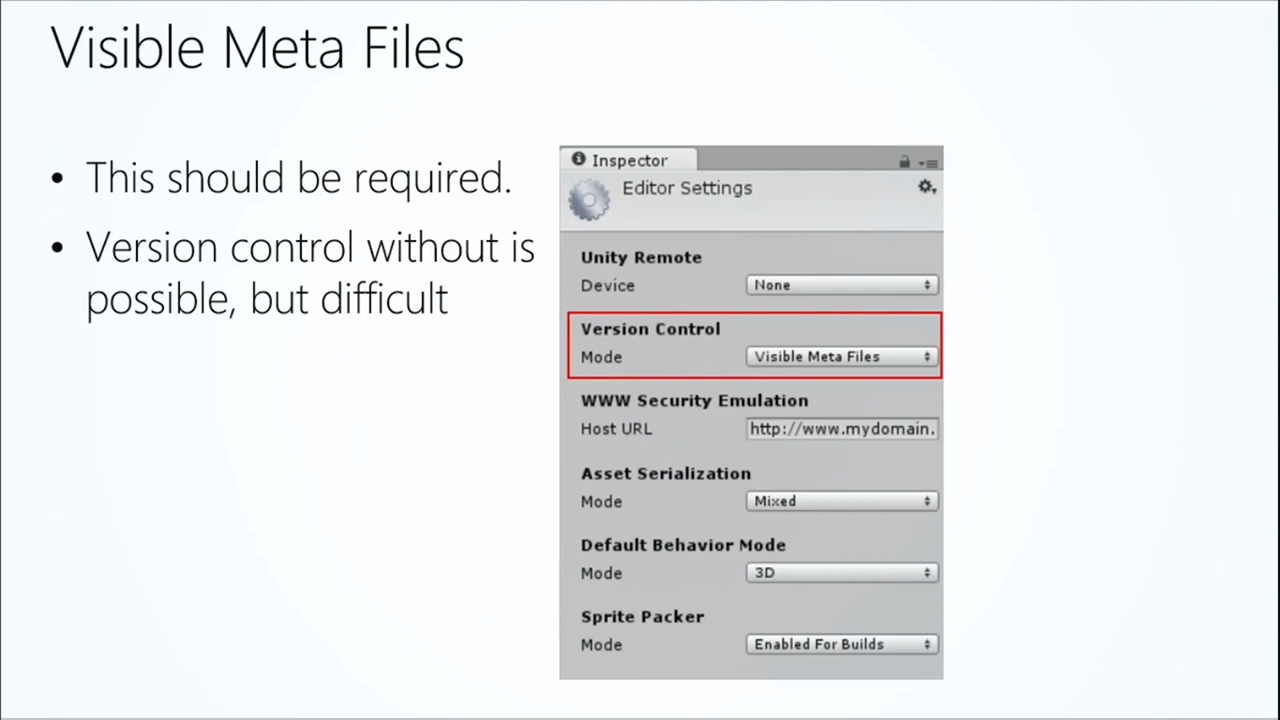 Visible Meta Files
• This should be required.
• Version control without is
possible, but difficult
Inspector
Editor Settings
Unity Remote
Device None
Version Control
Mode Visible Meta Files
WWW Security Emulation
Host URL http://www.mydomain.
Asset Serialization
Mode Mixed
Default Behavior Mode
Mode 3D
Sprite Packer
Mode Enabled For Builds